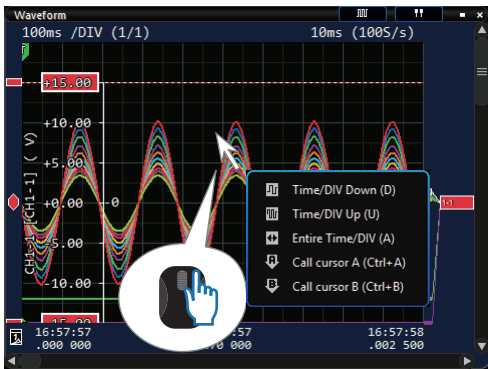 Waveform
100ms /DIV (1/1)
10ms (100S/s)
+15.00
+10.00
+5.00
+0.00
0
-5.00
-10.00
-15.00
CH1-1 [CH1-1] ( V)
1-1
Time/DIV Down (D)
Time/DIV Up (U)
Entire Time/DIV (A)
Call cursor A (Ctrl+A)
Call cursor B (Ctrl+B)
16:57:57
.000 000
16:57:58
.002 500